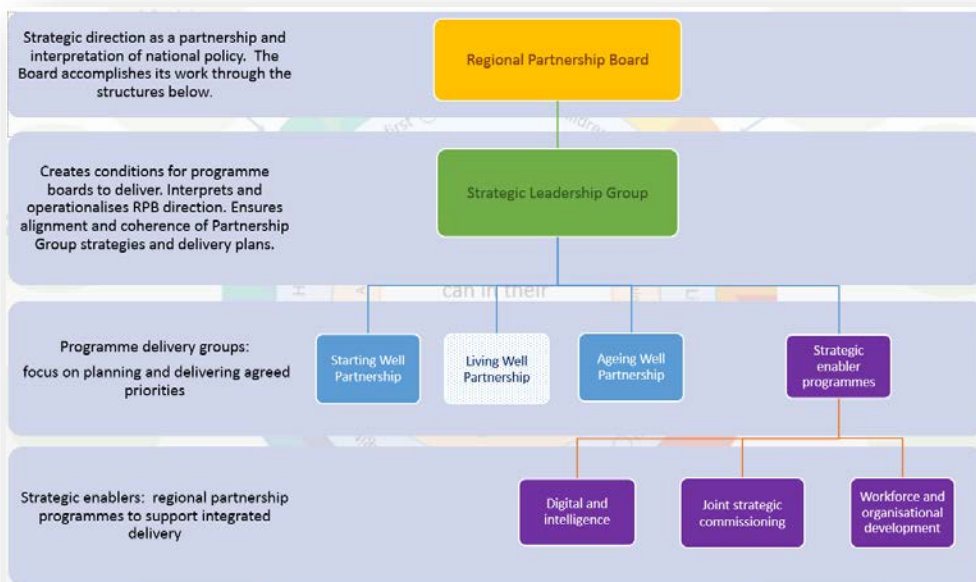 Strategic direction as a partnership and
interpretation of national policy.  The
Board accomplishes its work through the
structures below.
Regional Partnership Board
Creates conditions for programme
boards to deliver. Interprets and
operationalises RPB direction. Ensures
alignment and coherence of Partnership
Group strategies and delivery plans.
Strategic Leadership Group
can in their
Programme delivery groups:
focus on planning and delivering agreed
priorities
Starting Well
Partnership
Living Well
Partnership
Ageing Well
Partnership
Strategic
enabler
programmes
Strategic enablers:  regional partnership
programmes to support integrated
delivery
Digital and
intelligence
Joint strategic
commissioning
Workforce and
organisational
development